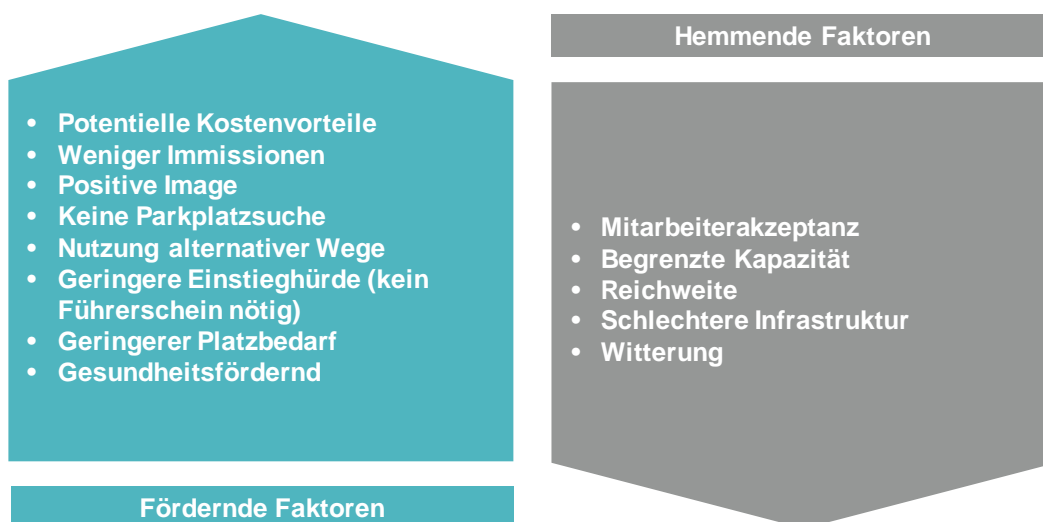 • Potentielle Kostenvorteile
• Weniger Immissionen
• Positive Image
• Keine Parkplatzsuche
• Nutzung alternativer Wege
• Geringere Einstieghürde (kein
Führerschein nötig)
• Geringerer Platzbedarf
• Gesundheitsfördernd
Fördernde Faktoren
Hemmende Faktoren
• Mitarbeiterakzeptanz
• Begrenzte Kapazität
• Reichweite
• Schlechtere Infrastruktur
• Witterung